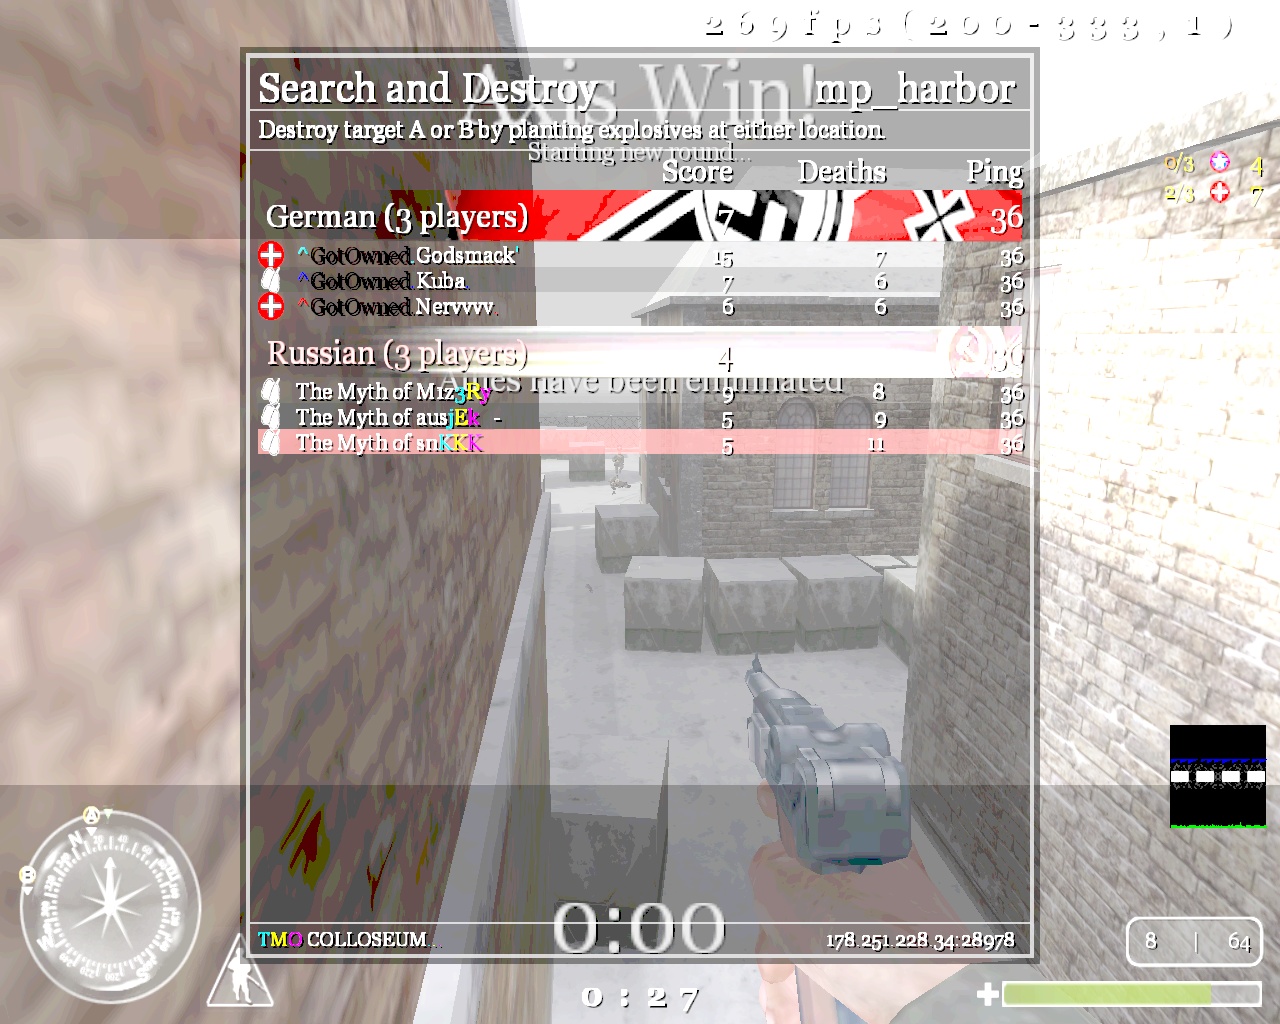 269fps(200-333,1)
Axis Win!
Search and Destroy mp_harbor
Destroy target A or B by planting explosives at either location.
Starting new round...
Score Deaths Ping
0/3 4
2/3 7
German (3 players) 7 36
^GotOwned.Godsmack' 15 7 36
^GotOwned.Kuba. 7 6 36
^GotOwned.Nervvvv. 6 6 36
Russian (3 players) 4 36
Allies have been eliminated
The Myth of M1z3Ry 9 8 36
The Myth of ausjEk - 5 9 36
The Myth of snKKK 5 11 36
A
B
N
TMO COLLOSEUM... 0:00 178.251.228.34:28978
8 | 64
0:27